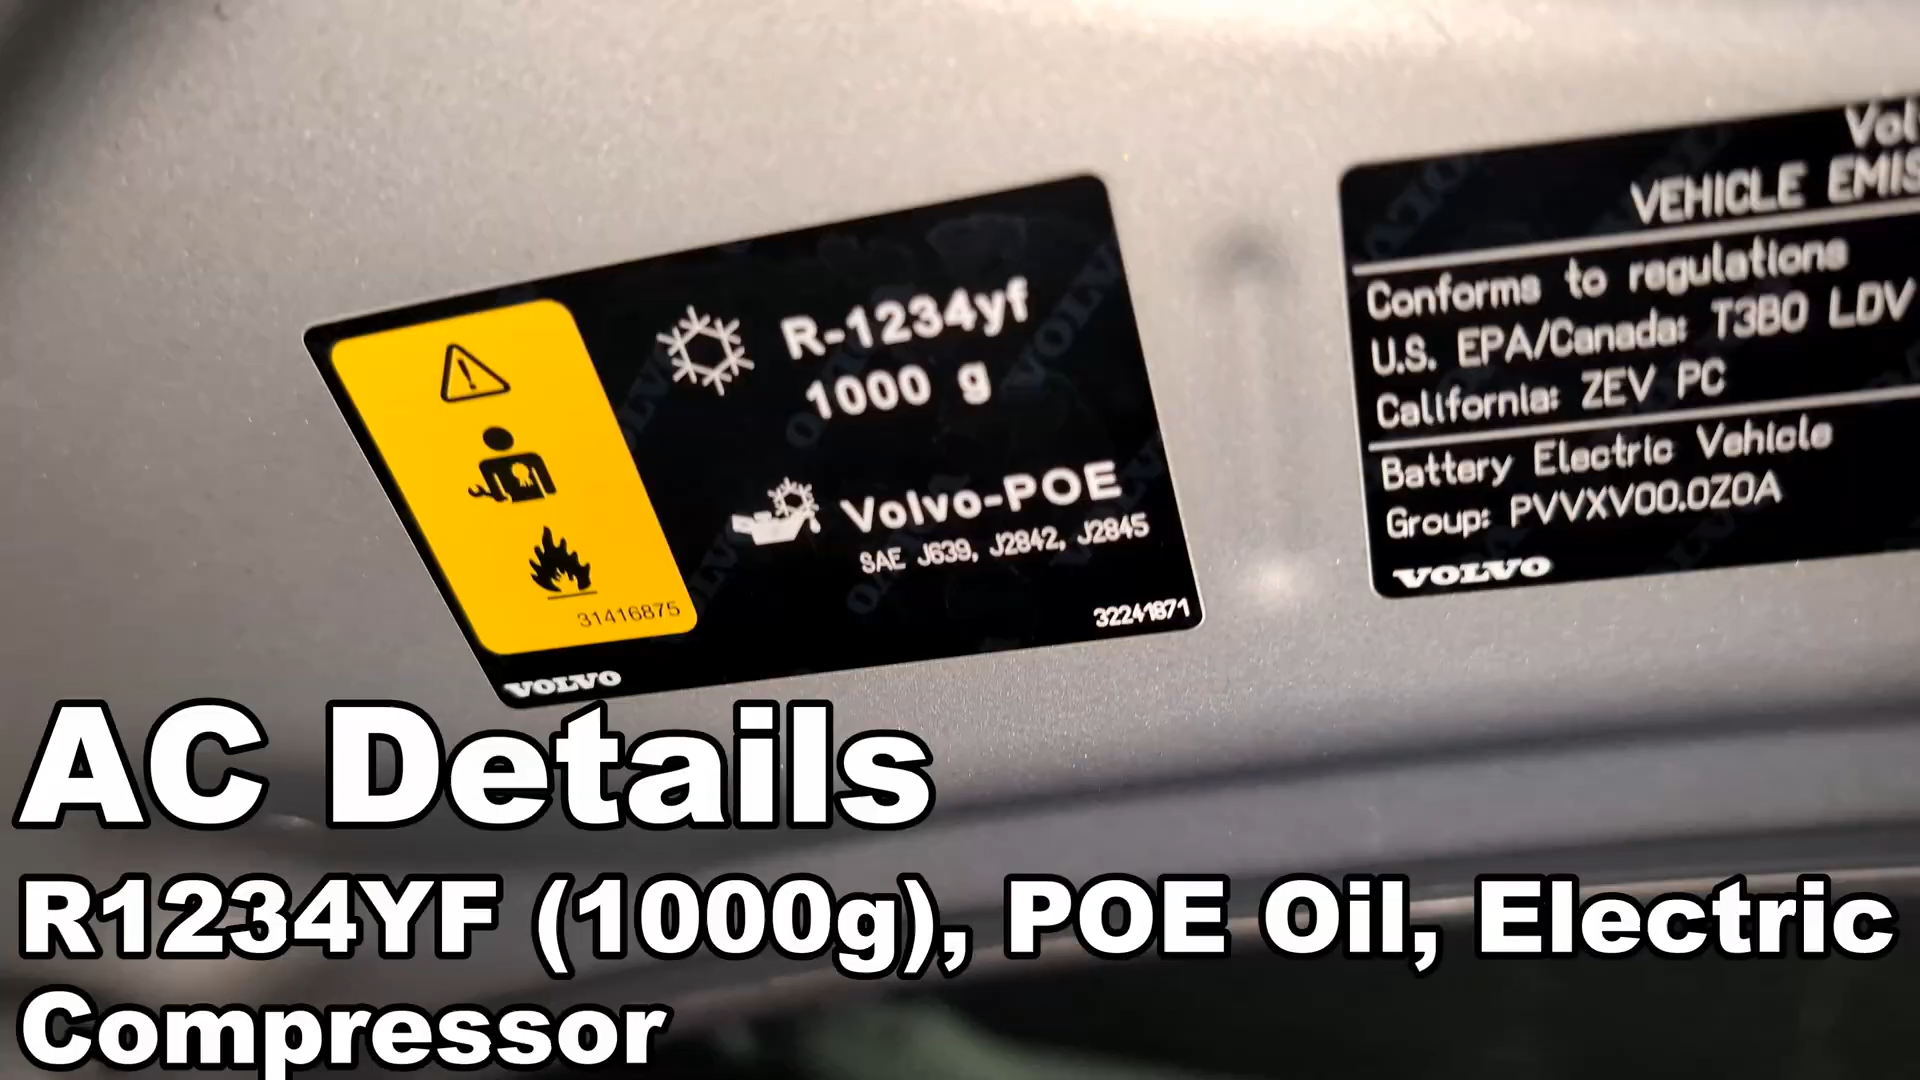 R-1234yf
1000 g
Volvo-POE
SAE J639, J2842, J2845
31416875
32241871
VOLVO
VEHICLE
Conforms to regulations
U.S. EPA/Canada: T3B0 LDV
California: ZEV PC
Battery Electric Vehicle
Group: PVVXV00.0Z0A
VOLVO
AC Details
R1234YF (1000g), POE Oil, Electric
Compressor